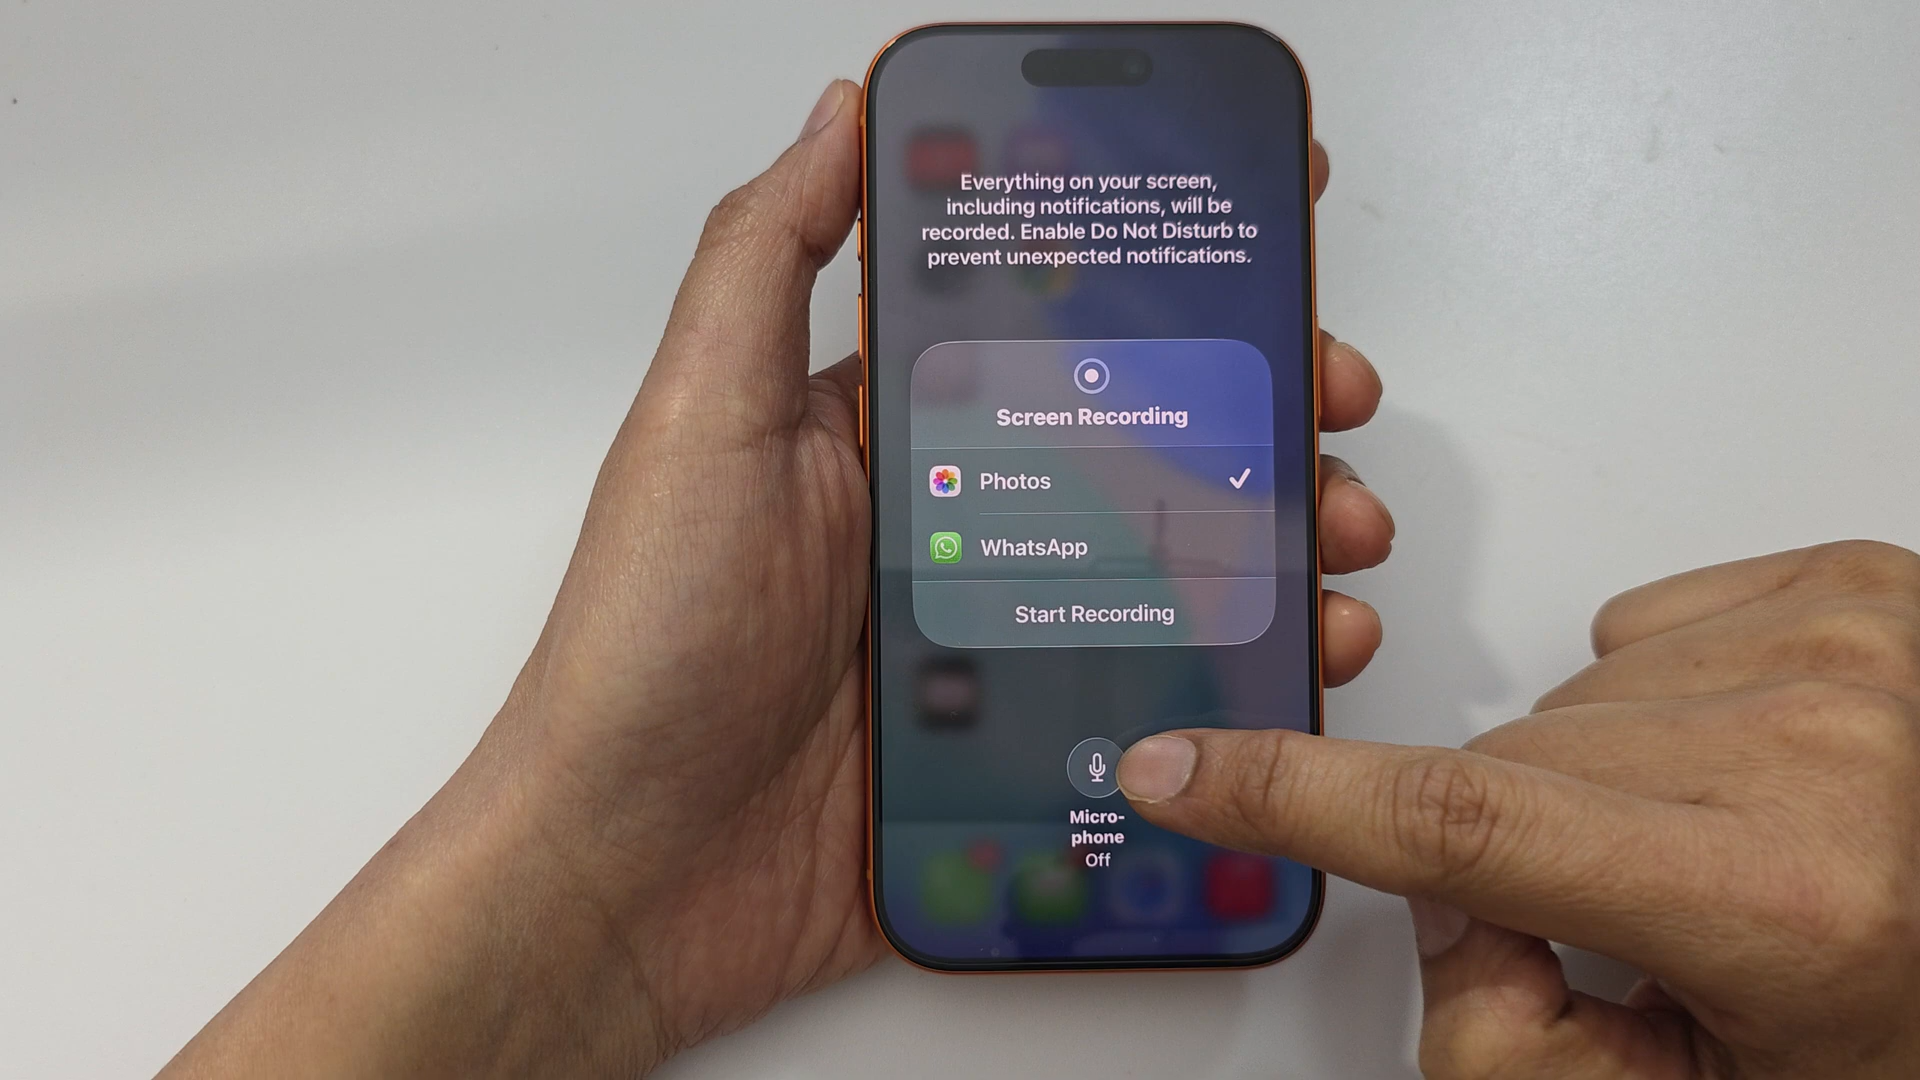 Everything on your screen,
including notifications, will be
recorded. Enable Do Not Disturb to
prevent unexpected notifications.
Screen Recording
Photos
WhatsApp
Start Recording
Micro-
phone
Off